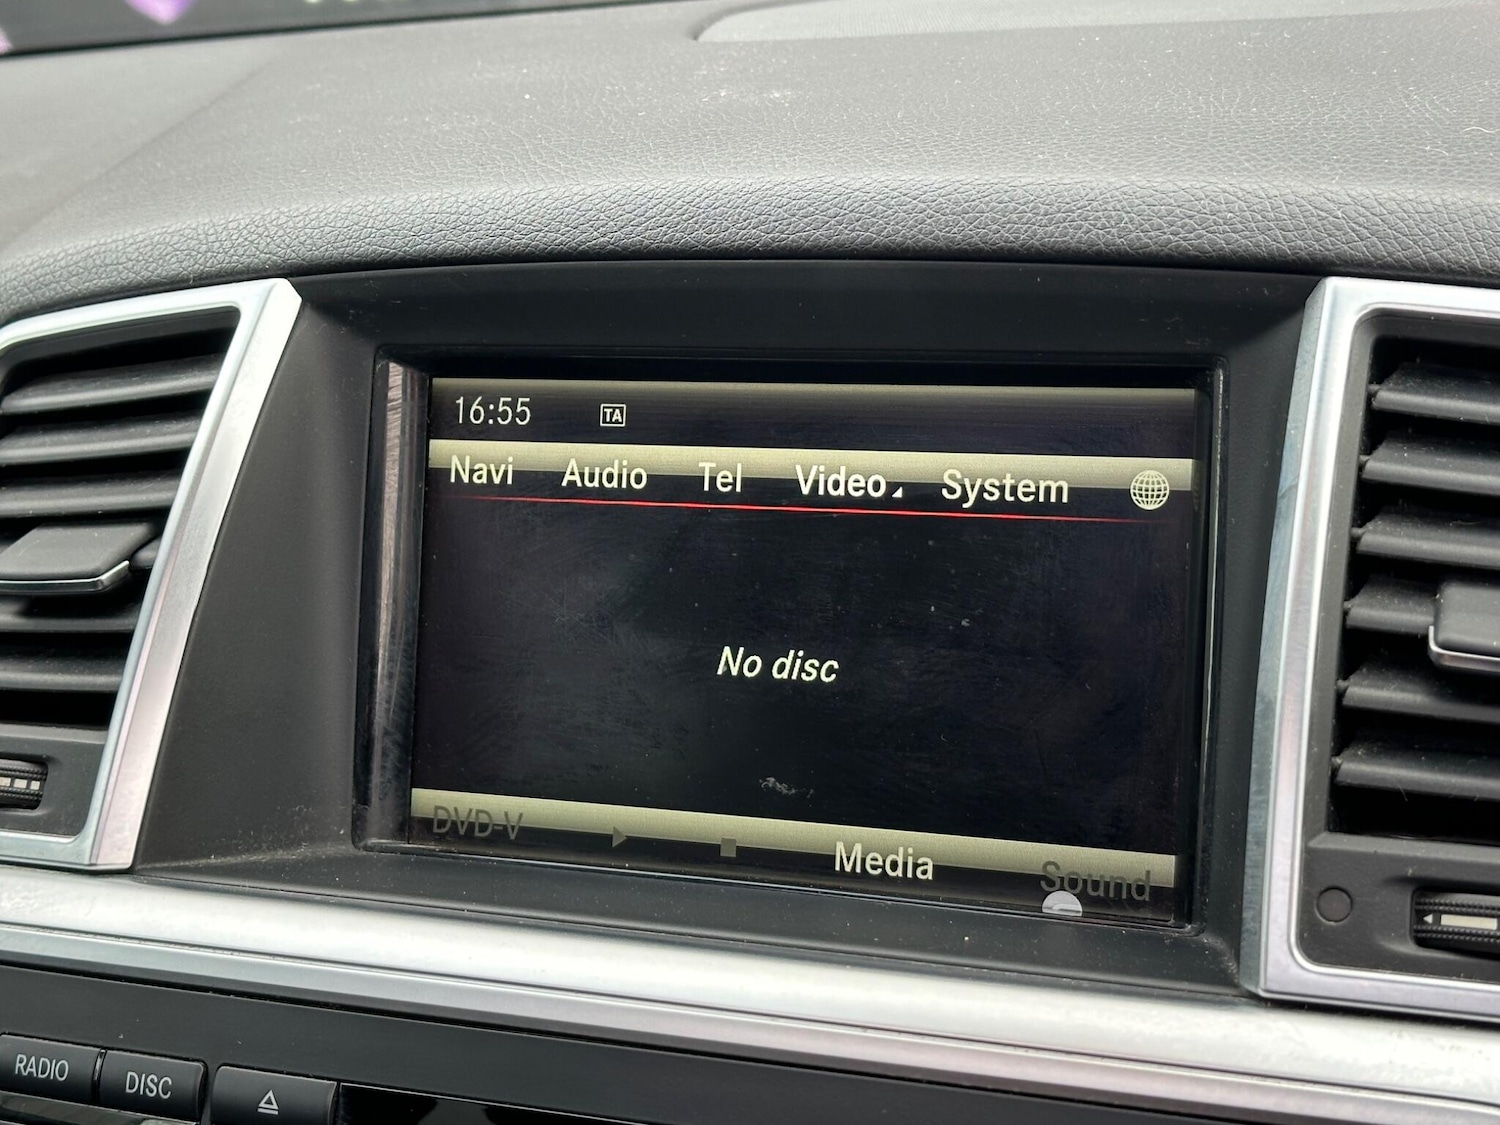 16:55 TA
Navi Audio Tel Video System
No disc
DVD-V Media Sound
RADIO DISC